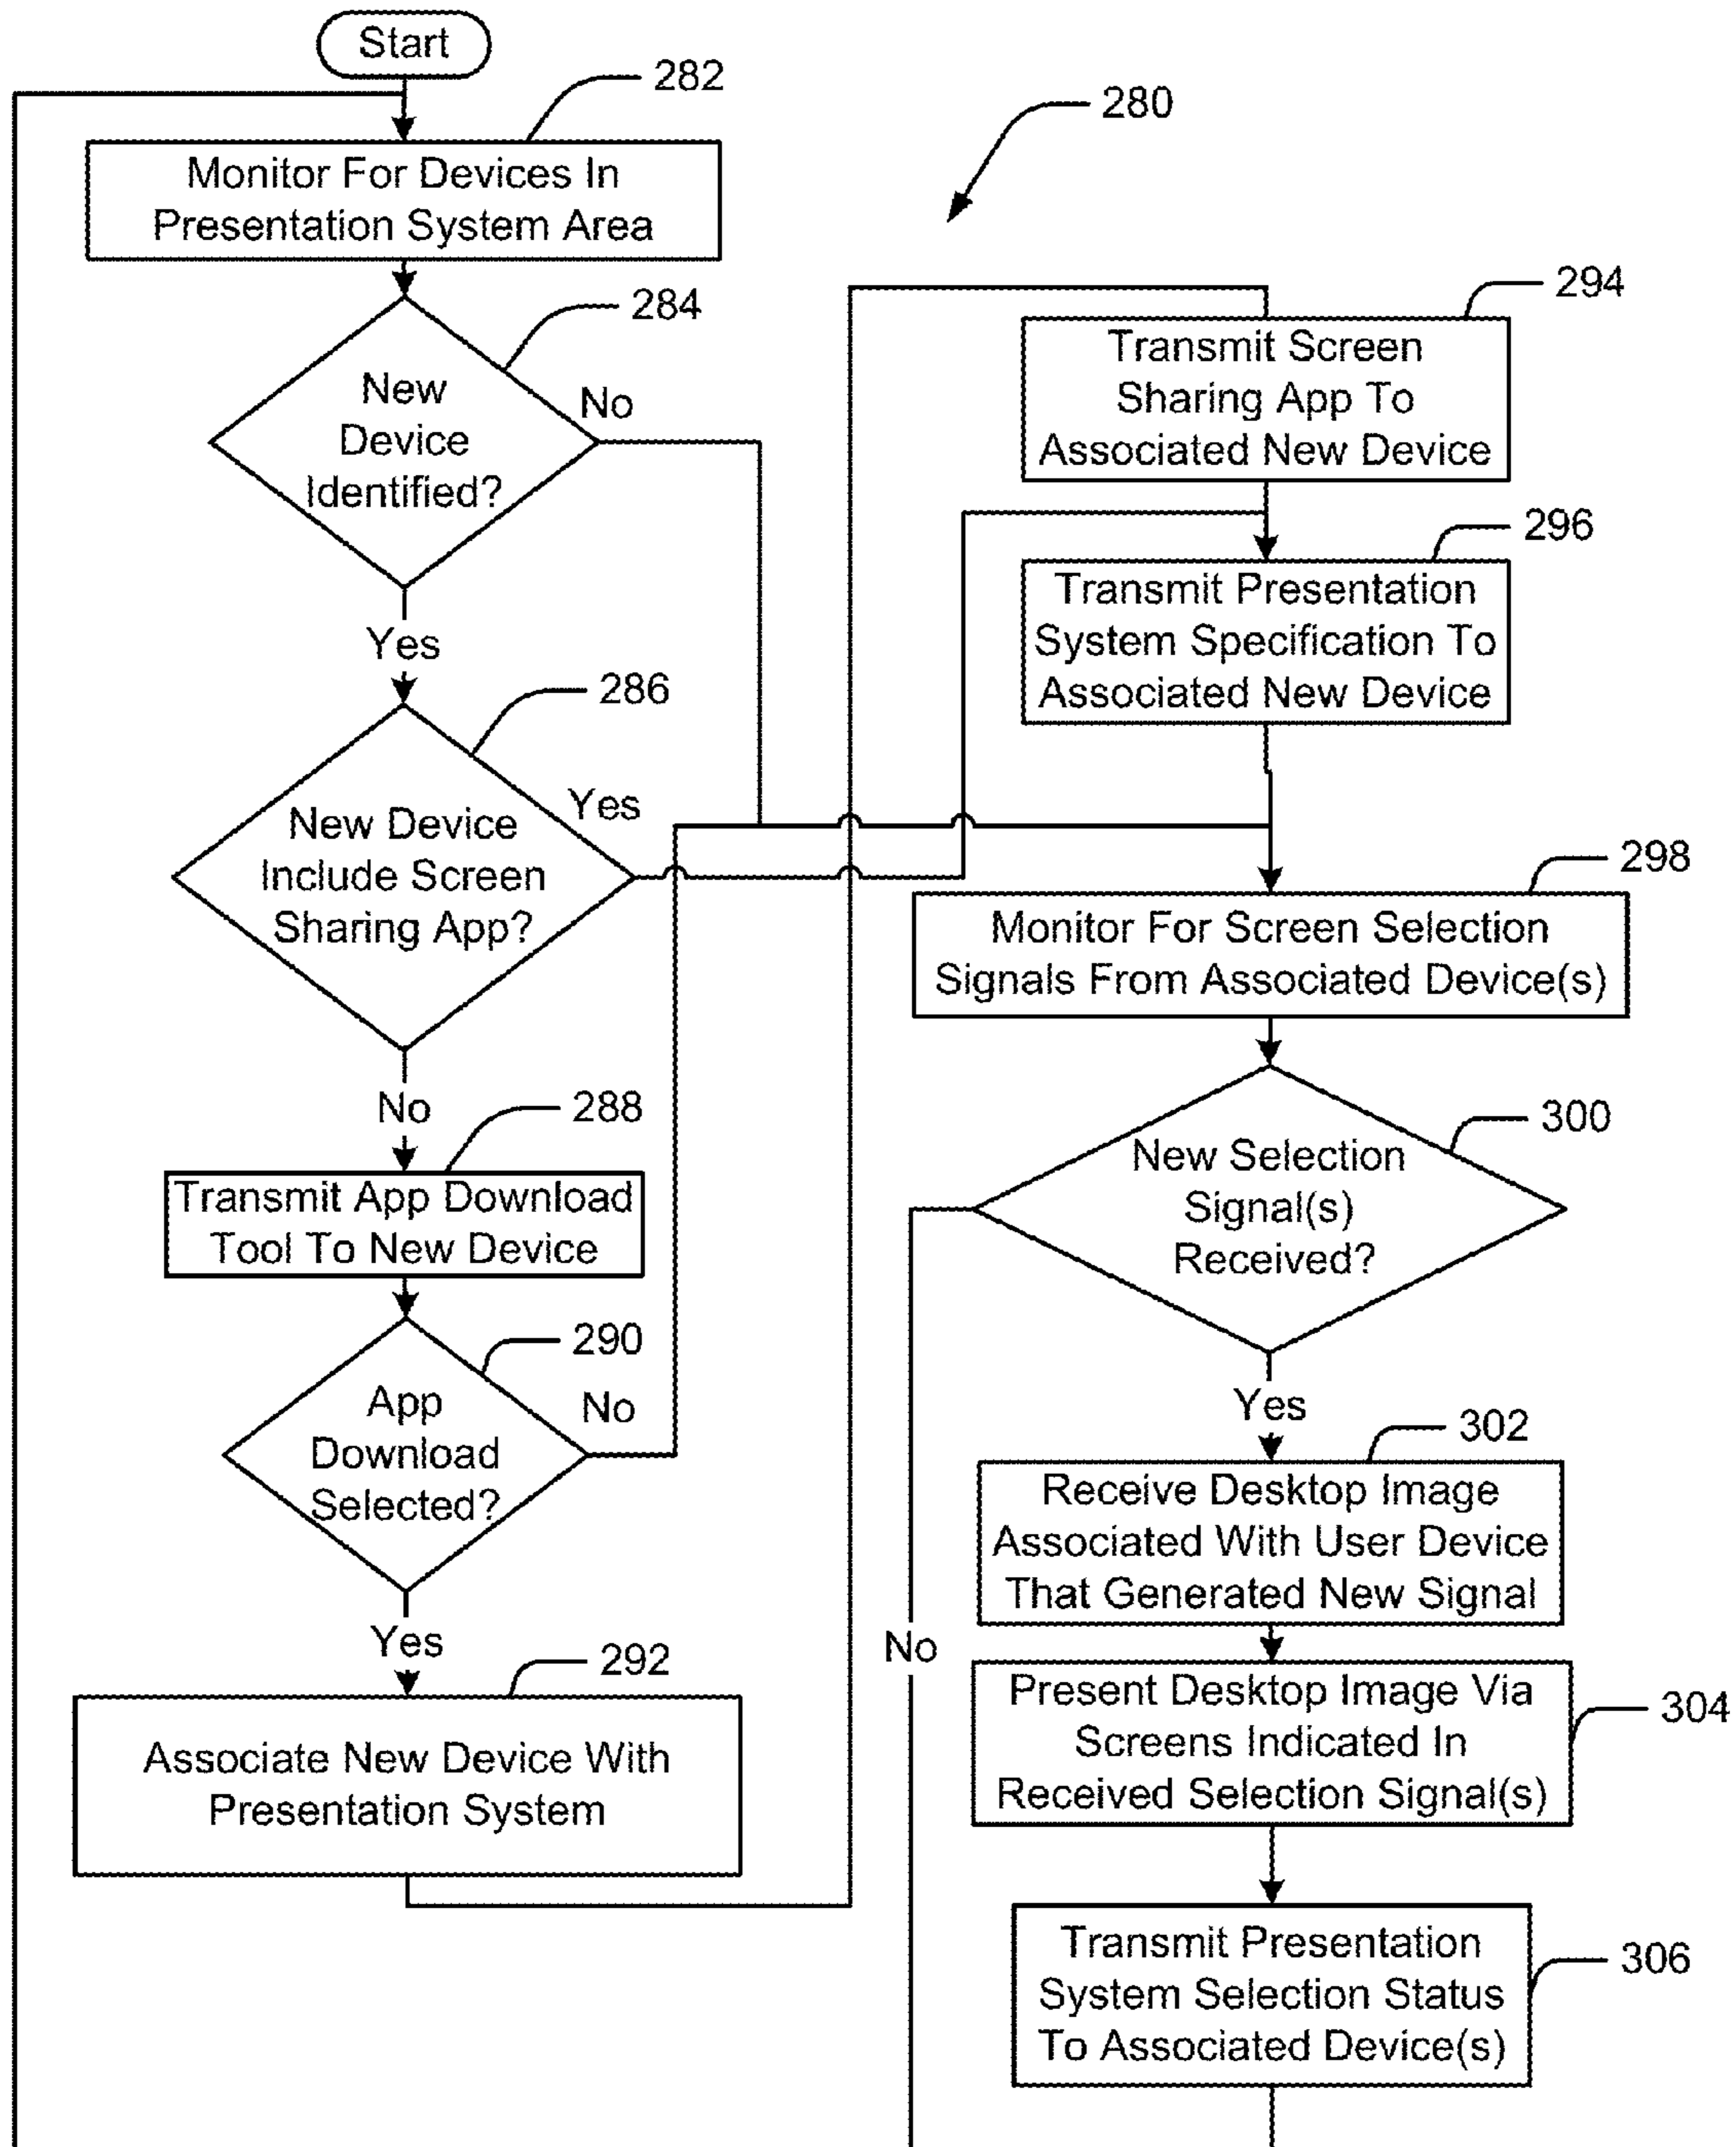 Start
282
Monitor For Devices In
Presentation System Area
284
New
Device
Identified?
No
Yes
286
New Device
Include Screen
Sharing App?
Yes
No
288
Transmit App Download
Tool To New Device
290
App
Download
Selected?
No
Yes
292
Associate New Device With
Presentation System
280
294
Transmit Screen
Sharing App To
Associated New Device
296
Transmit Presentation
System Specification To
Associated New Device
298
Monitor For Screen Selection
Signals From Associated Device(s)
300
New Selection
Signal(s)
Received?
No
Yes
302
Receive Desktop Image
Associated With User Device
That Generated New Signal
304
Present Desktop Image Via
Screens Indicated In
Received Selection Signal(s)
306
Transmit Presentation
System Selection Status
To Associated Device(s)